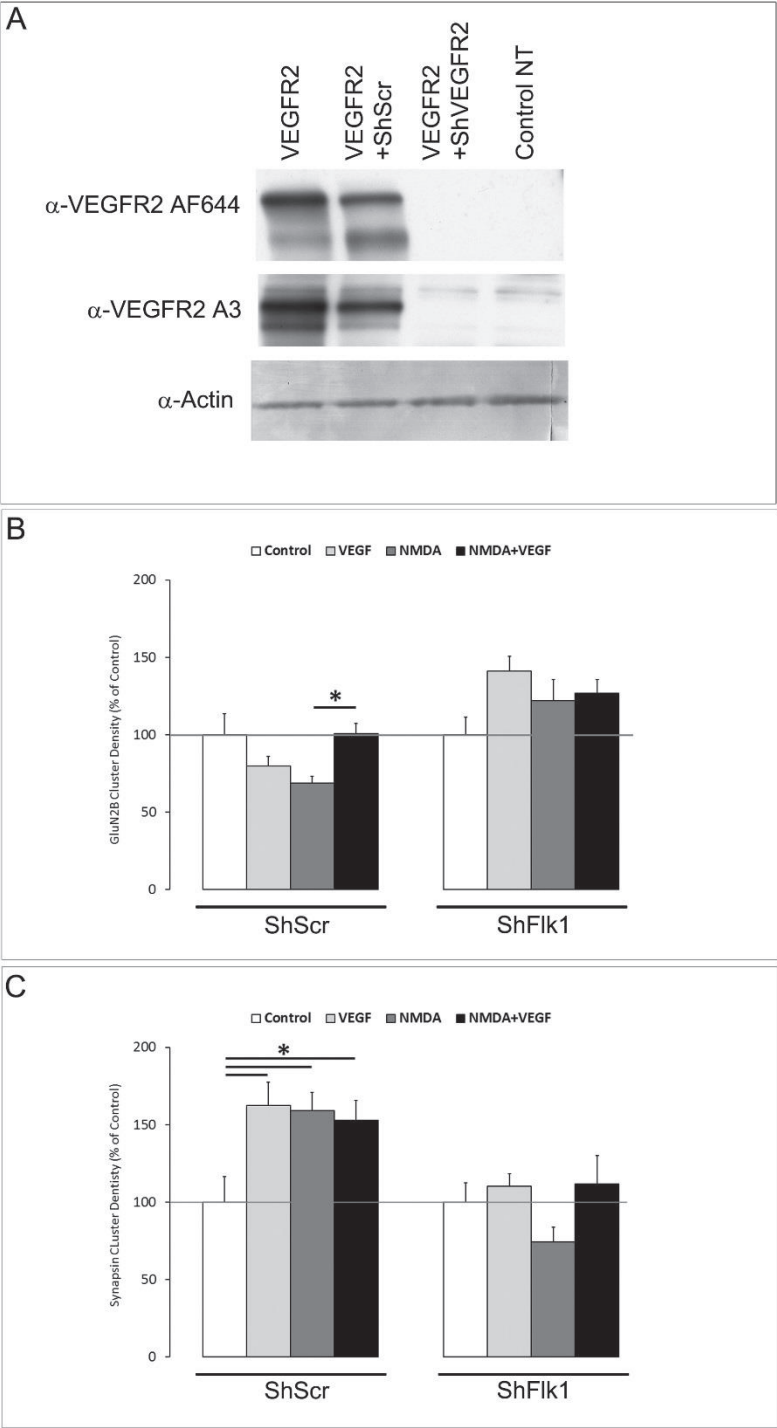 A
VEGFR2
VEGFR2
+ShScr
VEGFR2
+ShVEGFR2
Control NT
α-VEGFR2 AF644
α-VEGFR2 A3
α-Actin
B
Control VEGF NMDA NMDA+VEGF
GluN2B Cluster Density (% of Control)
200
150
100
50
0
*
ShScr
ShFlk1
C
Control VEGF NMDA NMDA+VEGF
Synapsin CLuster Dentisty (% of Control)
200
150
100
50
0
*
ShScr
ShFlk1